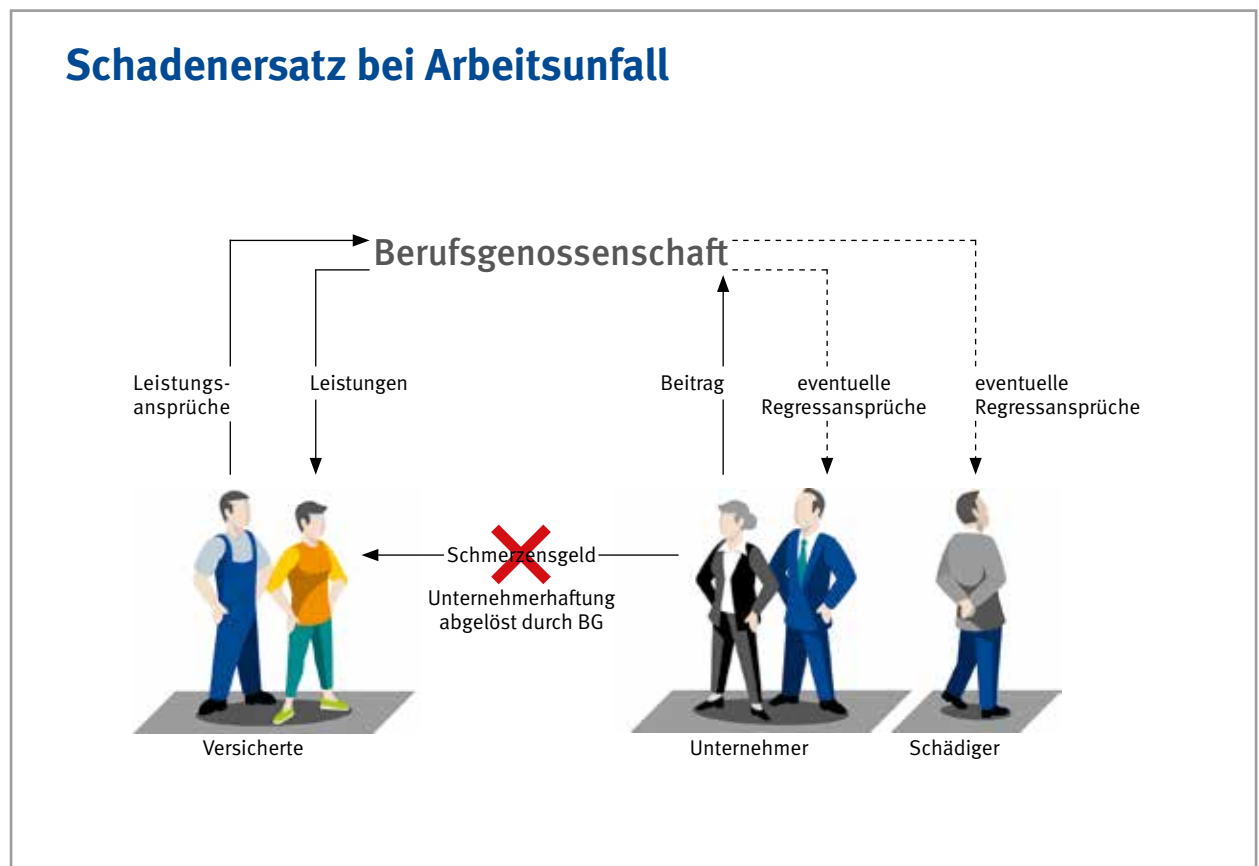 Schadenersatz bei Arbeitsunfall
Berufsgenossenschaft
Leistungs-
ansprüche
Leistungen
Beitrag
eventuelle
Regressansprüche
eventuelle
Regressansprüche
Schmerzensgeld
Unternehmerhaftung
abgelöst durch BG
Versicherte
Unternehmer
Schädiger